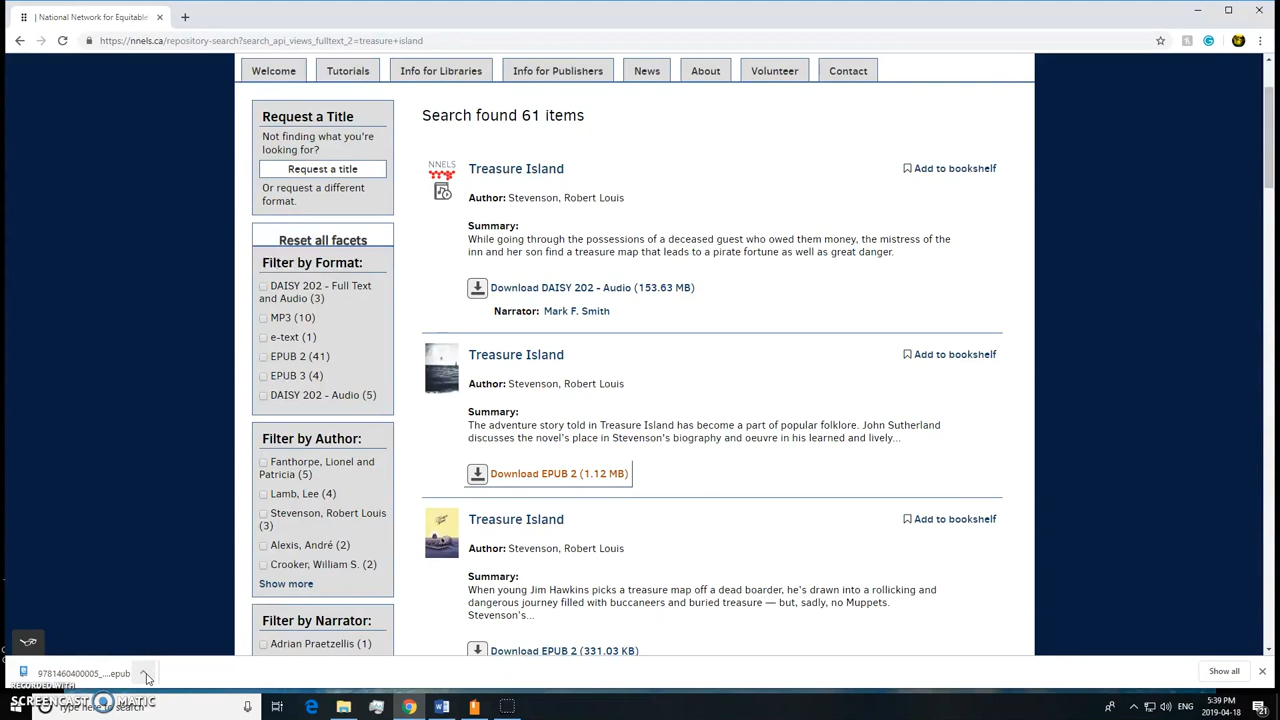 | National Network for Equitable
https://nnels.ca/repository-search?search_api_views_fulltext_2=treasure+island
Welcome
Tutorials
Info for Libraries
Info for Publishers
News
About
Volunteer
Contact
Request a Title
Not finding what you're
looking for?
Request a title
Or request a different
format.
Reset all facets
Filter by Format:
DAISY 202 - Full Text
and Audio (3)
MP3 (10)
e-text (1)
EPUB 2 (41)
EPUB 3 (4)
DAISY 202 - Audio (5)
Filter by Author:
Fanthorpe, Lionel and
Patricia (5)
Lamb, Lee (4)
Stevenson, Robert Louis
(3)
Alexis, André (2)
Crooker, William S. (2)
Show more
Filter by Narrator:
Adrian Praetzellis (1)
Search found 61 items
NNELS
Treasure Island
Add to bookshelf
Author: Stevenson, Robert Louis
Summary:
While going through the possessions of a deceased guest who owed them money, the mistress of the
inn and her son find a treasure map that leads to a pirate fortune as well as great danger.
Download DAISY 202 - Audio (153.63 MB)
Narrator: Mark F. Smith
Treasure Island
Add to bookshelf
Author: Stevenson, Robert Louis
Summary:
The adventure story told in Treasure Island has become a part of popular folklore. John Sutherland
discusses the novel's place in Stevenson's biography and oeuvre in his learned and lively...
Download EPUB 2 (1.12 MB)
Treasure Island
Add to bookshelf
Author: Stevenson, Robert Louis
Summary:
When young Jim Hawkins picks a treasure map off a dead boarder, he's drawn into a rollicking and
dangerous journey filled with buccaneers and buried treasure — but, sadly, no Muppets.
Stevenson's...
Download EPUB 2 (331.03 KB)
9781460400005_....epub
Show all
RECORDED WITH
SCREENCAST MATIC
Type here to search
ENG
5:39 PM
2019-04-18
21